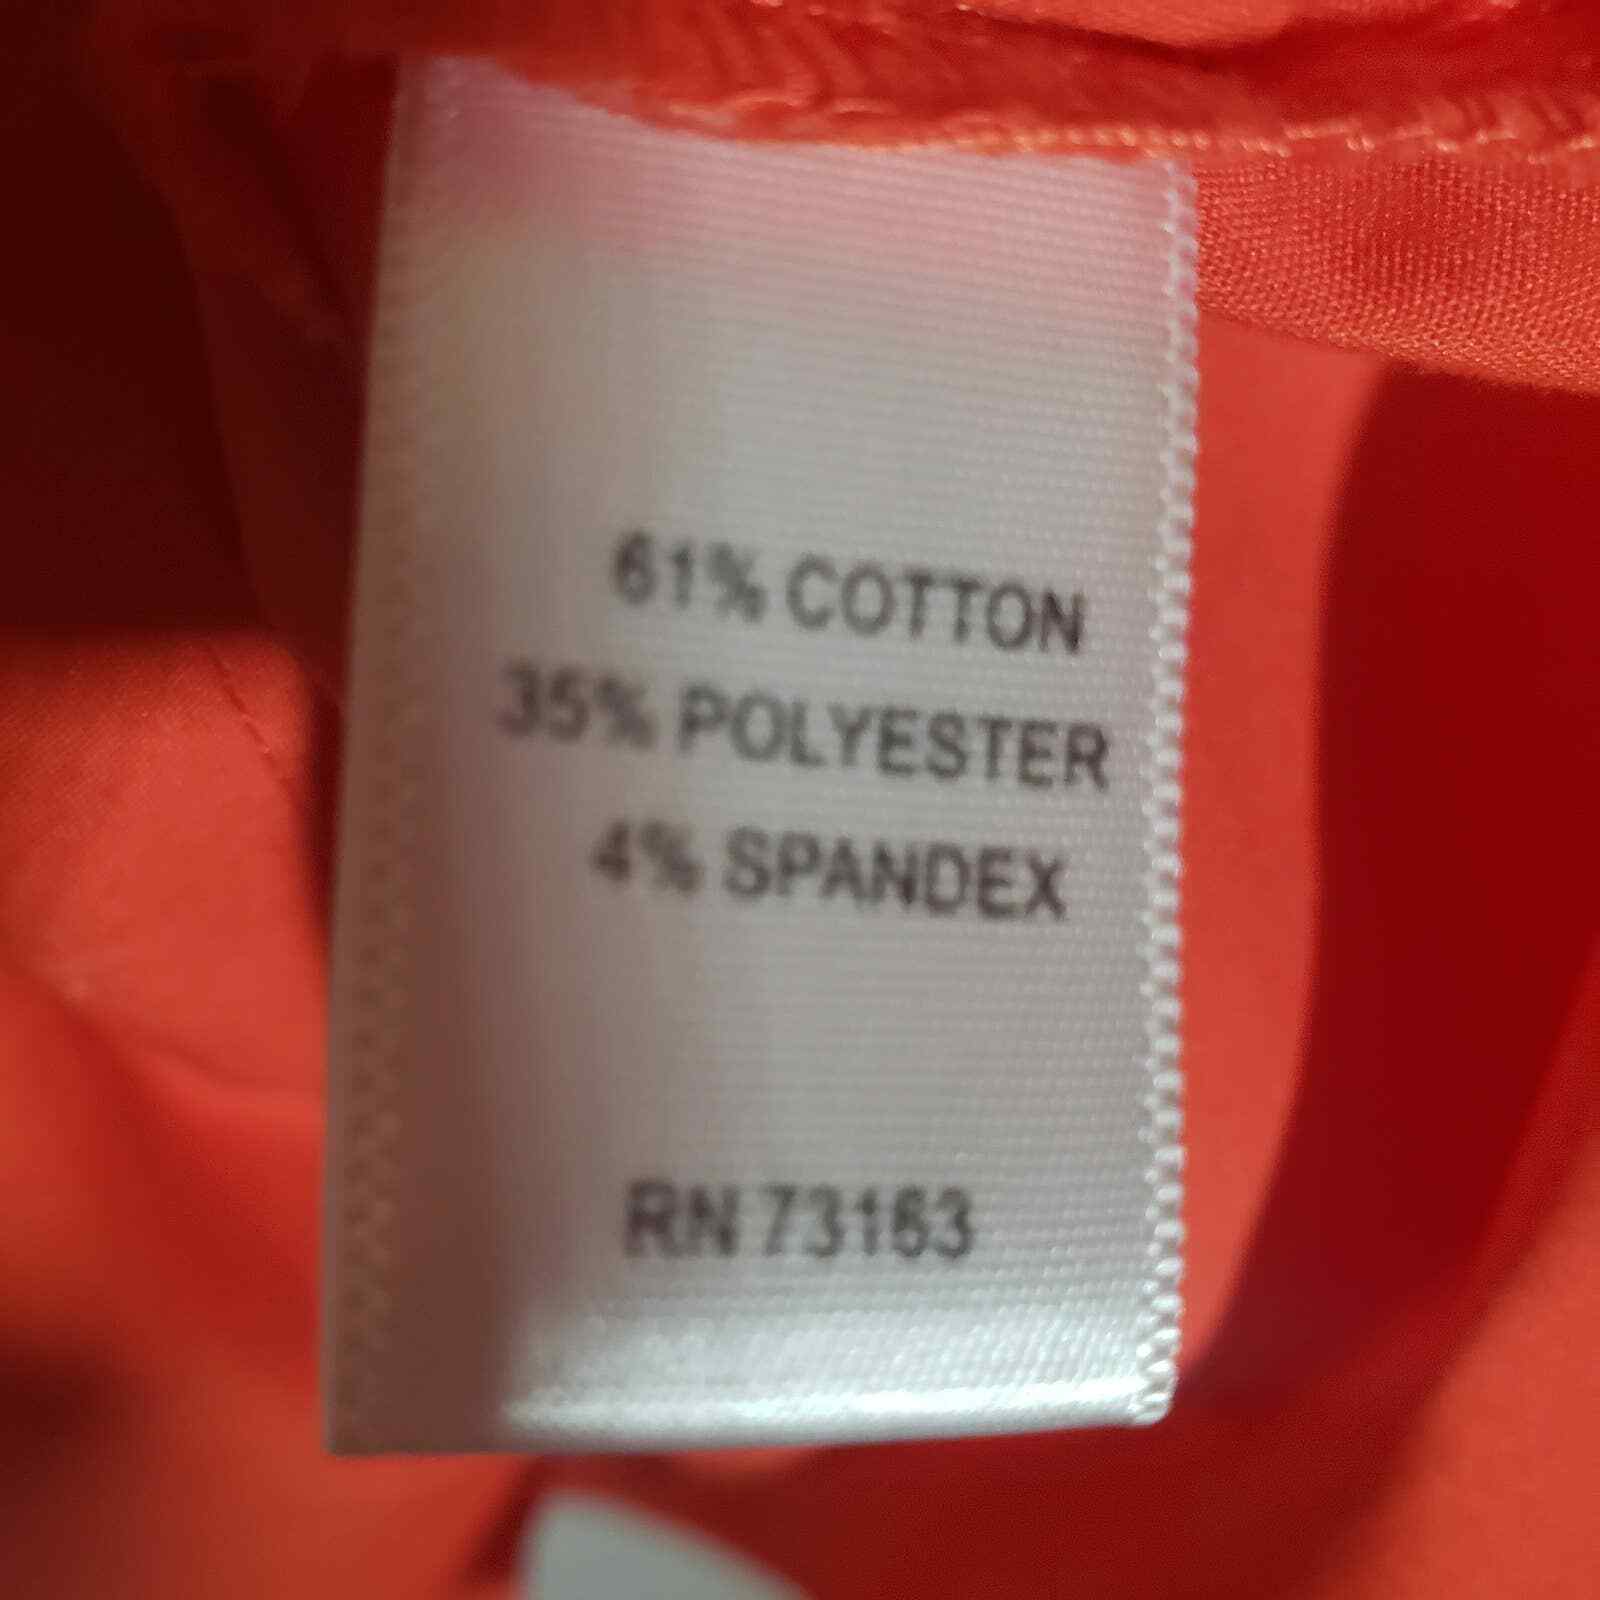 61% COTTON
35% POLYESTER
4% SPANDEX
RN 73163